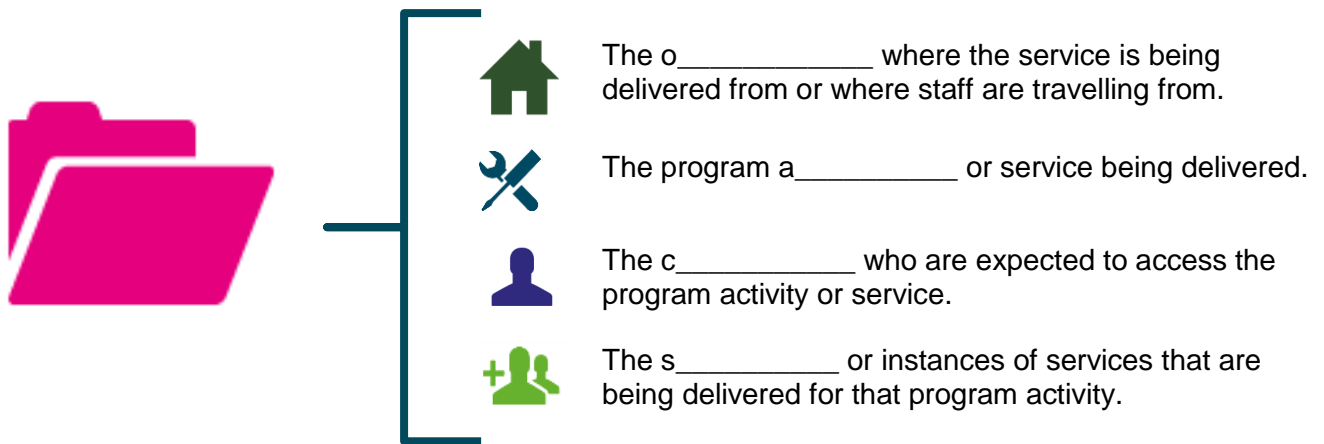 The o____________ where the service is being
delivered from or where staff are travelling from.
The program a__________ or service being delivered.
The c___________ who are expected to access the
program activity or service.
The s__________ or instances of services that are
being delivered for that program activity.